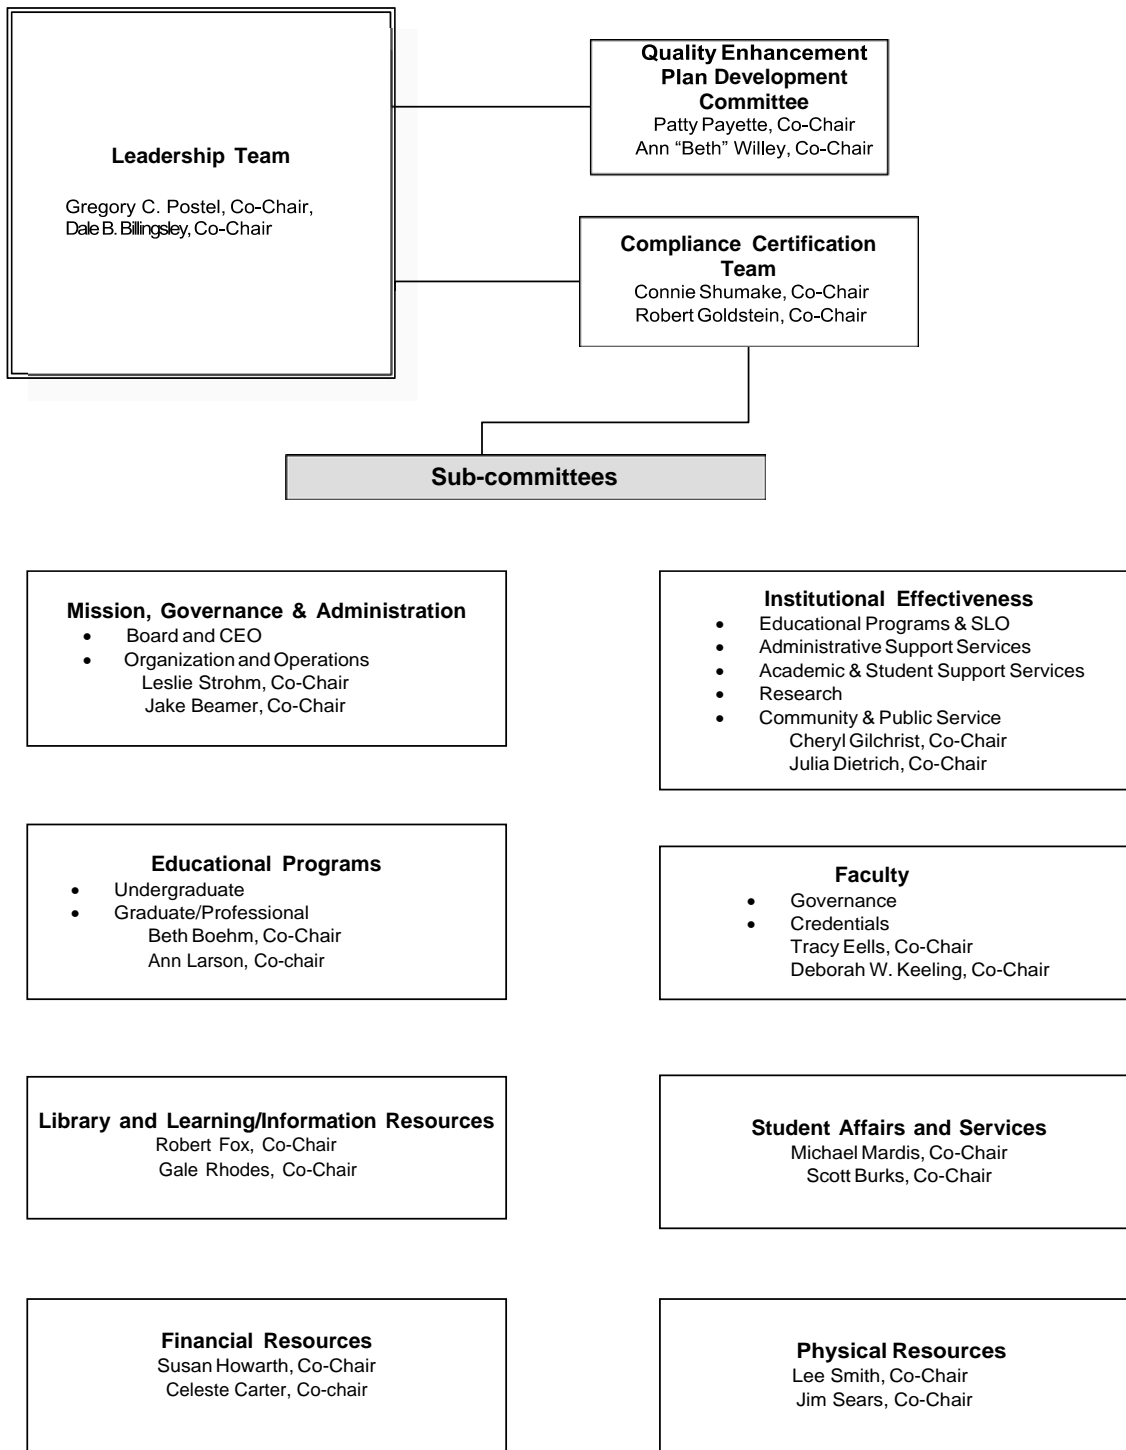 Leadership Team
Gregory C. Postel, Co-Chair,
Dale B. Billingsley, Co-Chair
Quality Enhancement
Plan Development
Committee
Patty Payette, Co-Chair
Ann “Beth” Willey, Co-Chair
Compliance Certification
Team
Connie Shumake, Co-Chair
Robert Goldstein, Co-Chair
Sub-committees
Mission, Governance & Administration
• Board and CEO
• Organization and Operations
Leslie Strohm, Co-Chair
Jake Beamer, Co-Chair
Institutional Effectiveness
• Educational Programs & SLO
• Administrative Support Services
• Academic & Student Support Services
• Research
• Community & Public Service
Cheryl Gilchrist, Co-Chair
Julia Dietrich, Co-Chair
Educational Programs
• Undergraduate
• Graduate/Professional
Beth Boehm, Co-Chair
Ann Larson, Co-chair
Faculty
• Governance
• Credentials
Tracy Eells, Co-Chair
Deborah W. Keeling, Co-Chair
Library and Learning/Information Resources
Robert Fox, Co-Chair
Gale Rhodes, Co-Chair
Student Affairs and Services
Michael Mardis, Co-Chair
Scott Burks, Co-Chair
Financial Resources
Susan Howarth, Co-Chair
Celeste Carter, Co-chair
Physical Resources
Lee Smith, Co-Chair
Jim Sears, Co-Chair